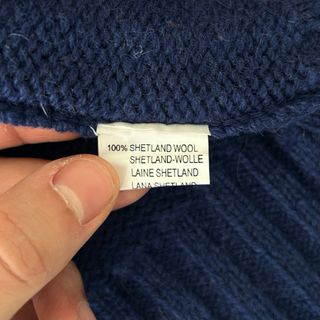 100% SHETLAND WOOL
SHETLAND-WOLLE
LAINE SHETLAND
LANA SHETLAND